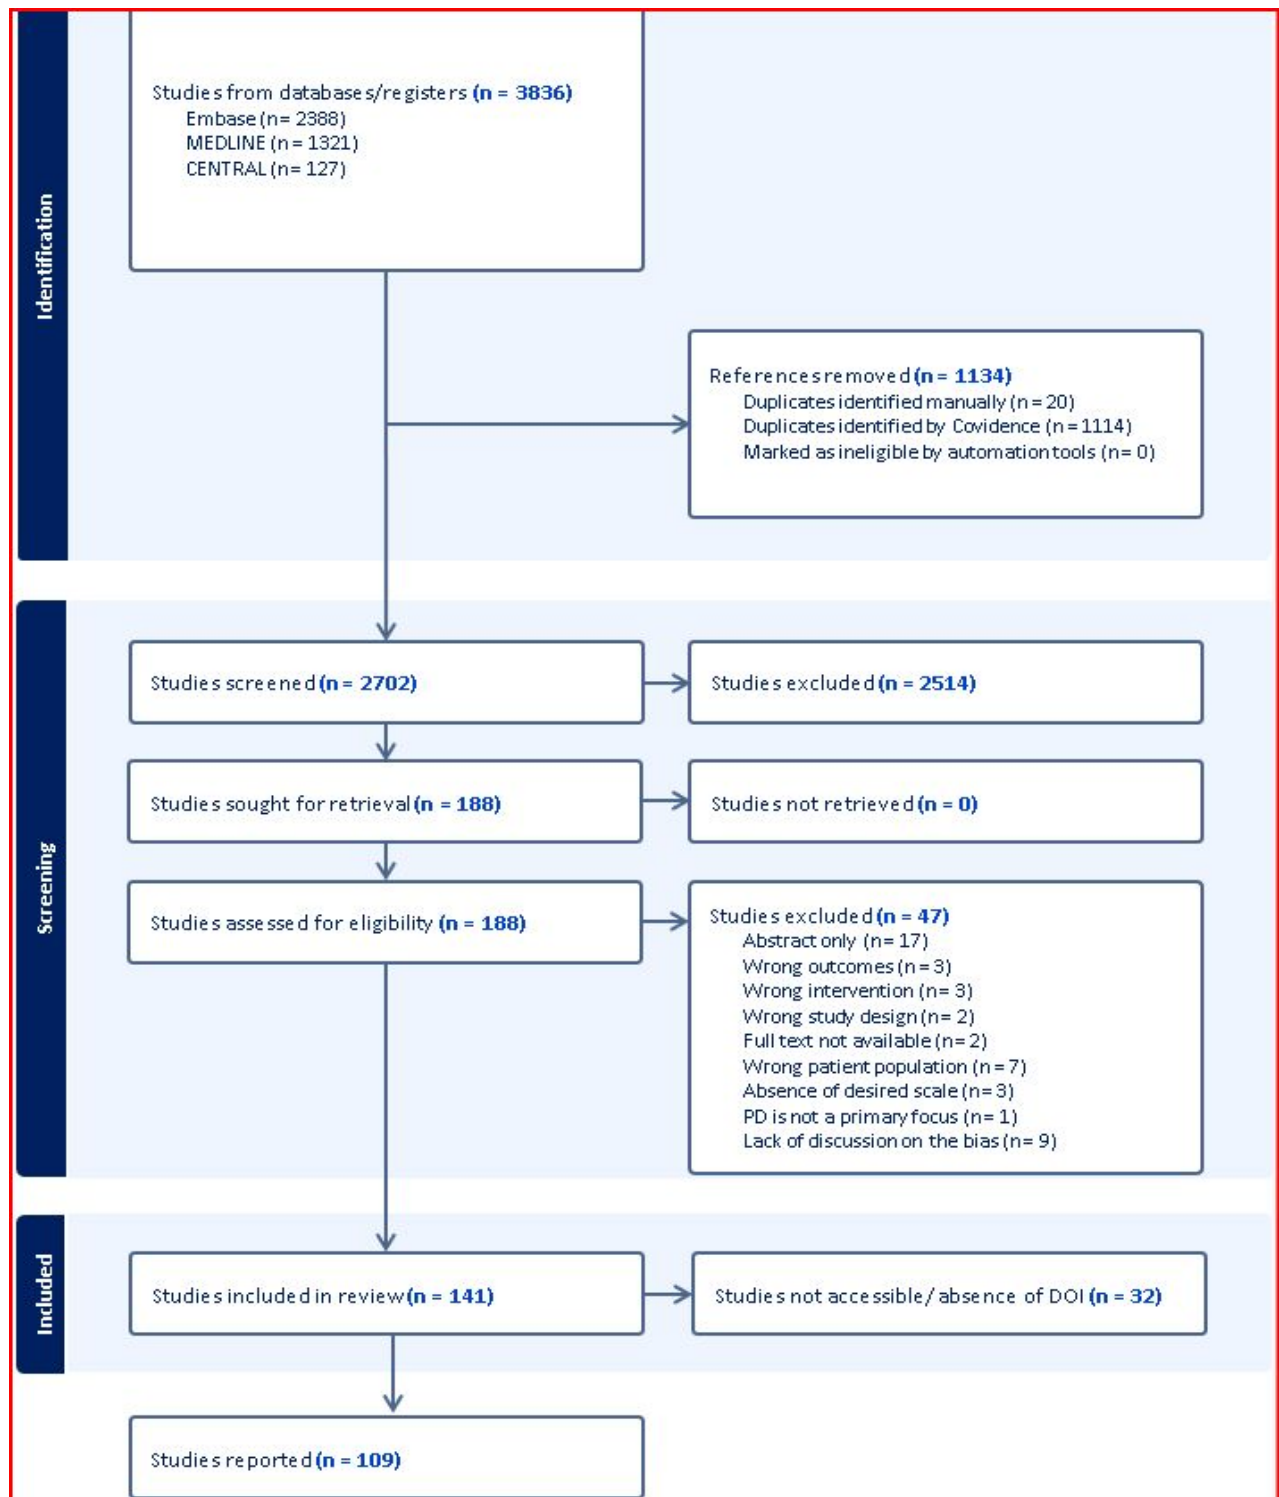 Identification
Studies from databases/registers (n = 3836)
Embase (n = 2388)
MEDLINE (n = 1321)
CENTRAL (n = 127)
References removed (n = 1134)
Duplicates identified manually (n = 20)
Duplicates identified by Covidence (n = 1114)
Marked as ineligible by automation tools (n = 0)
Screening
Studies screened (n = 2702)
Studies excluded (n = 2514)
Studies sought for retrieval (n = 188)
Studies not retrieved (n = 0)
Studies assessed for eligibility (n = 188)
Studies excluded (n = 47)
Abstract only (n = 17)
Wrong outcomes (n = 3)
Wrong intervention (n = 3)
Wrong study design (n = 2)
Full text not available (n = 2)
Wrong patient population (n = 7)
Absence of desired scale (n = 3)
PD is not a primary focus (n = 1)
Lack of discussion on the bias (n = 9)
Included
Studies included in review (n = 141)
Studies not accessible/ absence of DOI (n = 32)
Studies reported (n = 109)